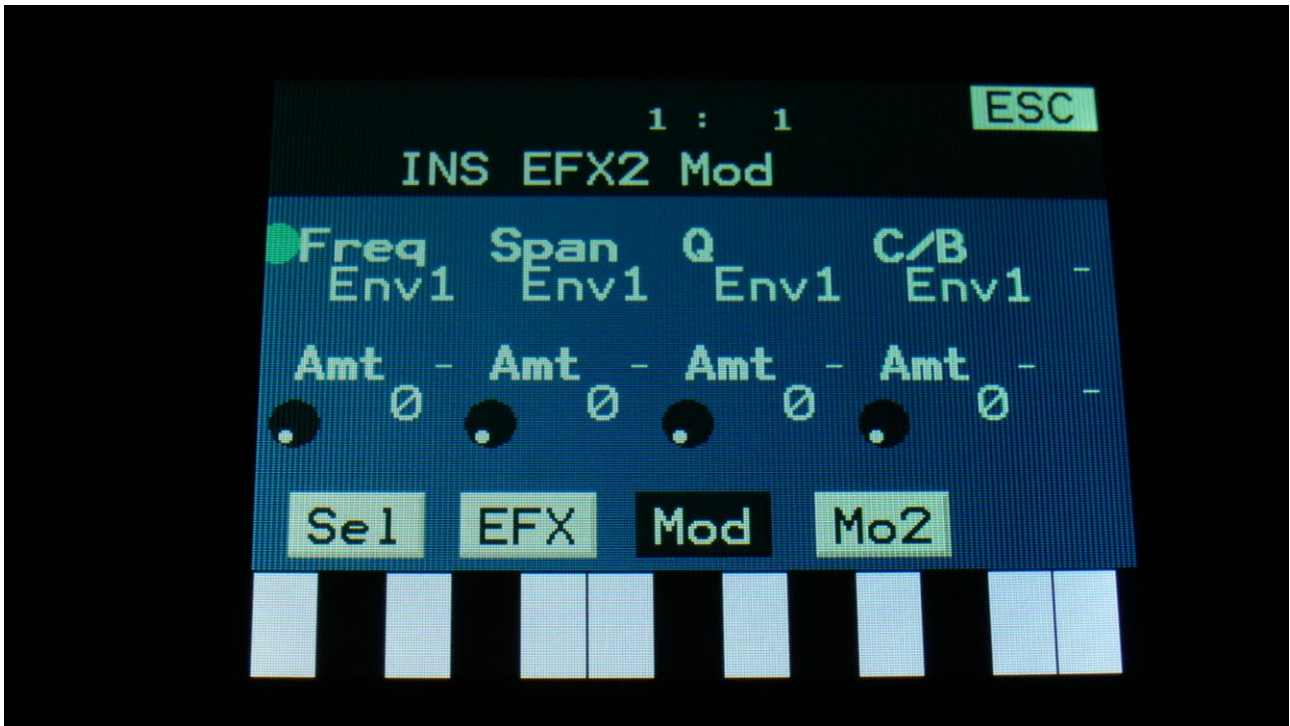 1 : 1 ESC
INS EFX2 Mod
Freq Span Q C/B
Env1 Env1 Env1 Env1 -
Amt - Amt - Amt - Amt -
0 0 0 0 -
Sel EFX Mod Mo2